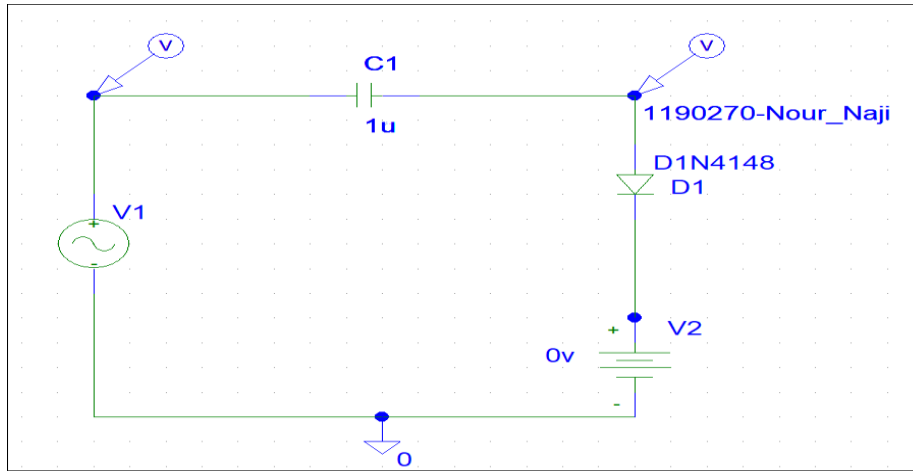 V
V
C1
1u
1190270-Nour_Naji
D1N4148
D1
V1
+
-
V2
+
0v
-
0